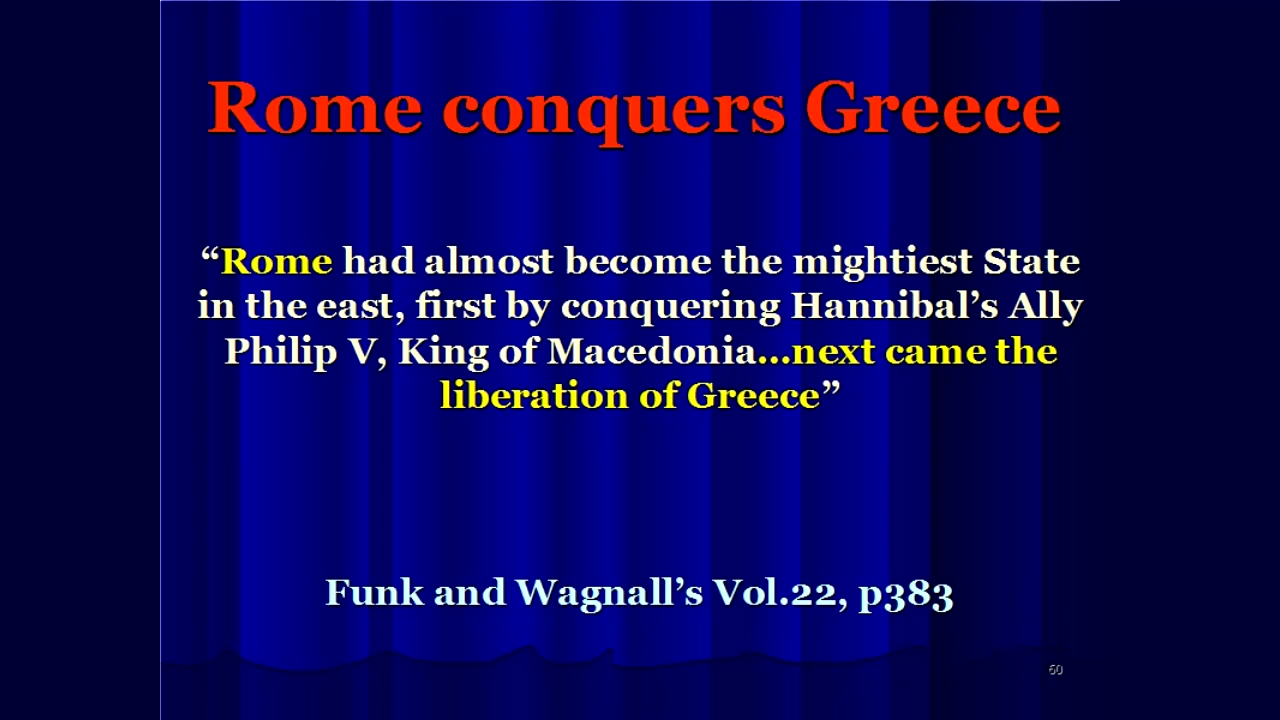 Rome conquers Greece
“Rome had almost become the mightiest State
in the east, first by conquering Hannibal’s Ally
Philip V, King of Macedonia…next came the
liberation of Greece”
Funk and Wagnall’s Vol.22, p383
60